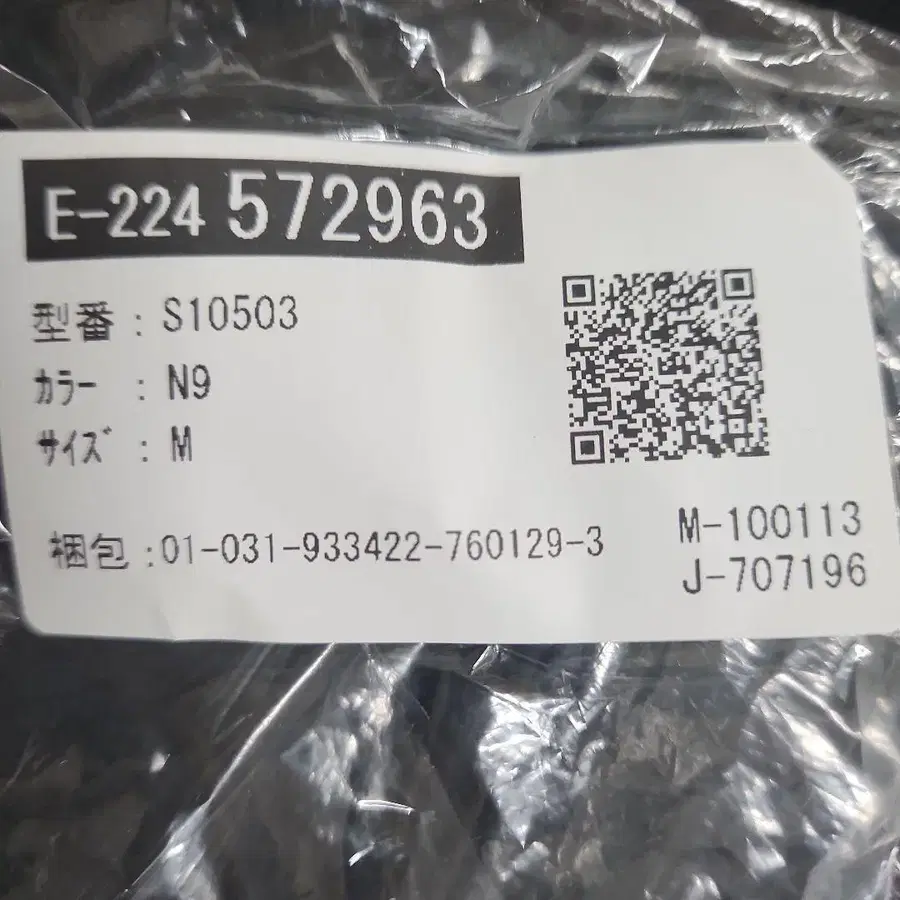 E-224 572963
型番 : S10503
カラー : N9
サイズ : M
梱包 :01-031-933422-760129-3
M-100113
J-707196